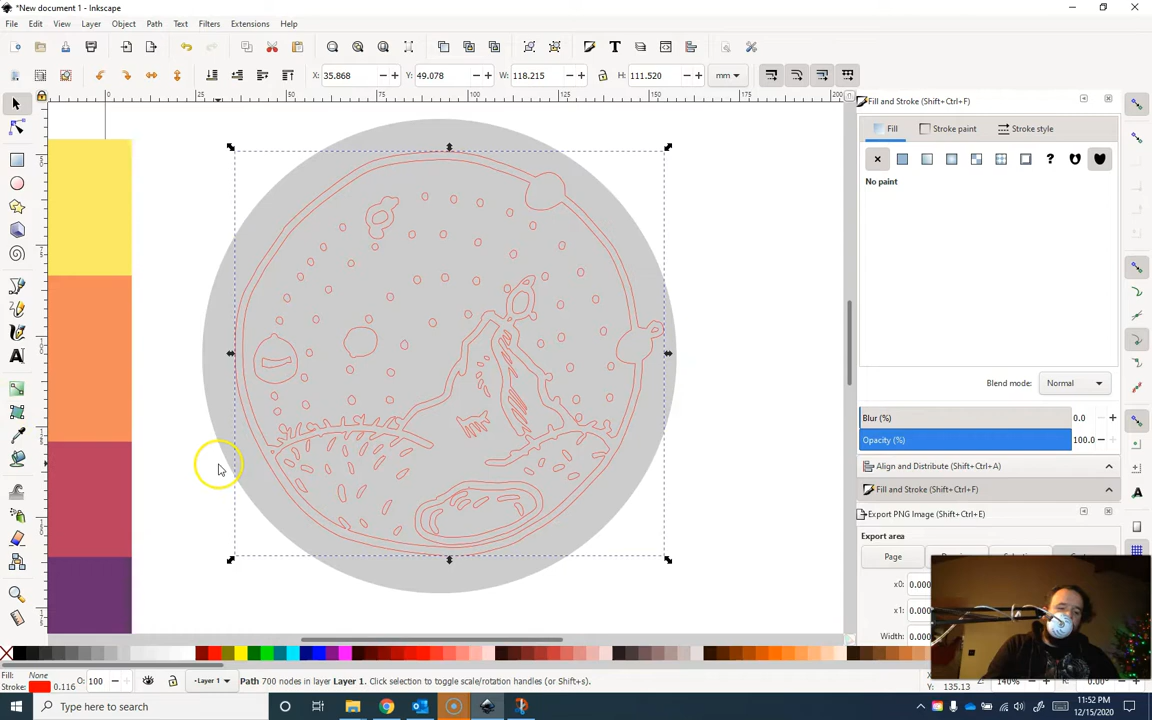 *New document 1 - Inkscape
File Edit View Layer Object Path Text Filters Extensions Help
X: 35.868 Y: 49.078 W: 118.215 H: 111.520 mm
Fill and Stroke (Shift+Ctrl+F)
Fill Stroke paint Stroke style
No paint
Blend mode: Normal
Blur (%) 0.0
Opacity (%) 100.0
Align and Distribute (Shift+Ctrl+A)
Fill and Stroke (Shift+Ctrl+F)
Export PNG Image (Shift+Ctrl+E)
Export area
Page
x0: 0.000
x1: 0.000
Width: 0.000
Fill: None
Stroke: 0.116
O: 100
Layer 1
Path 700 nodes in layer Layer 1. Click selection to toggle scale/rotation handles (or Shift+s).
Y: 135.13
140%
R: 0.00°
Type here to search
11:52 PM
12/15/2020